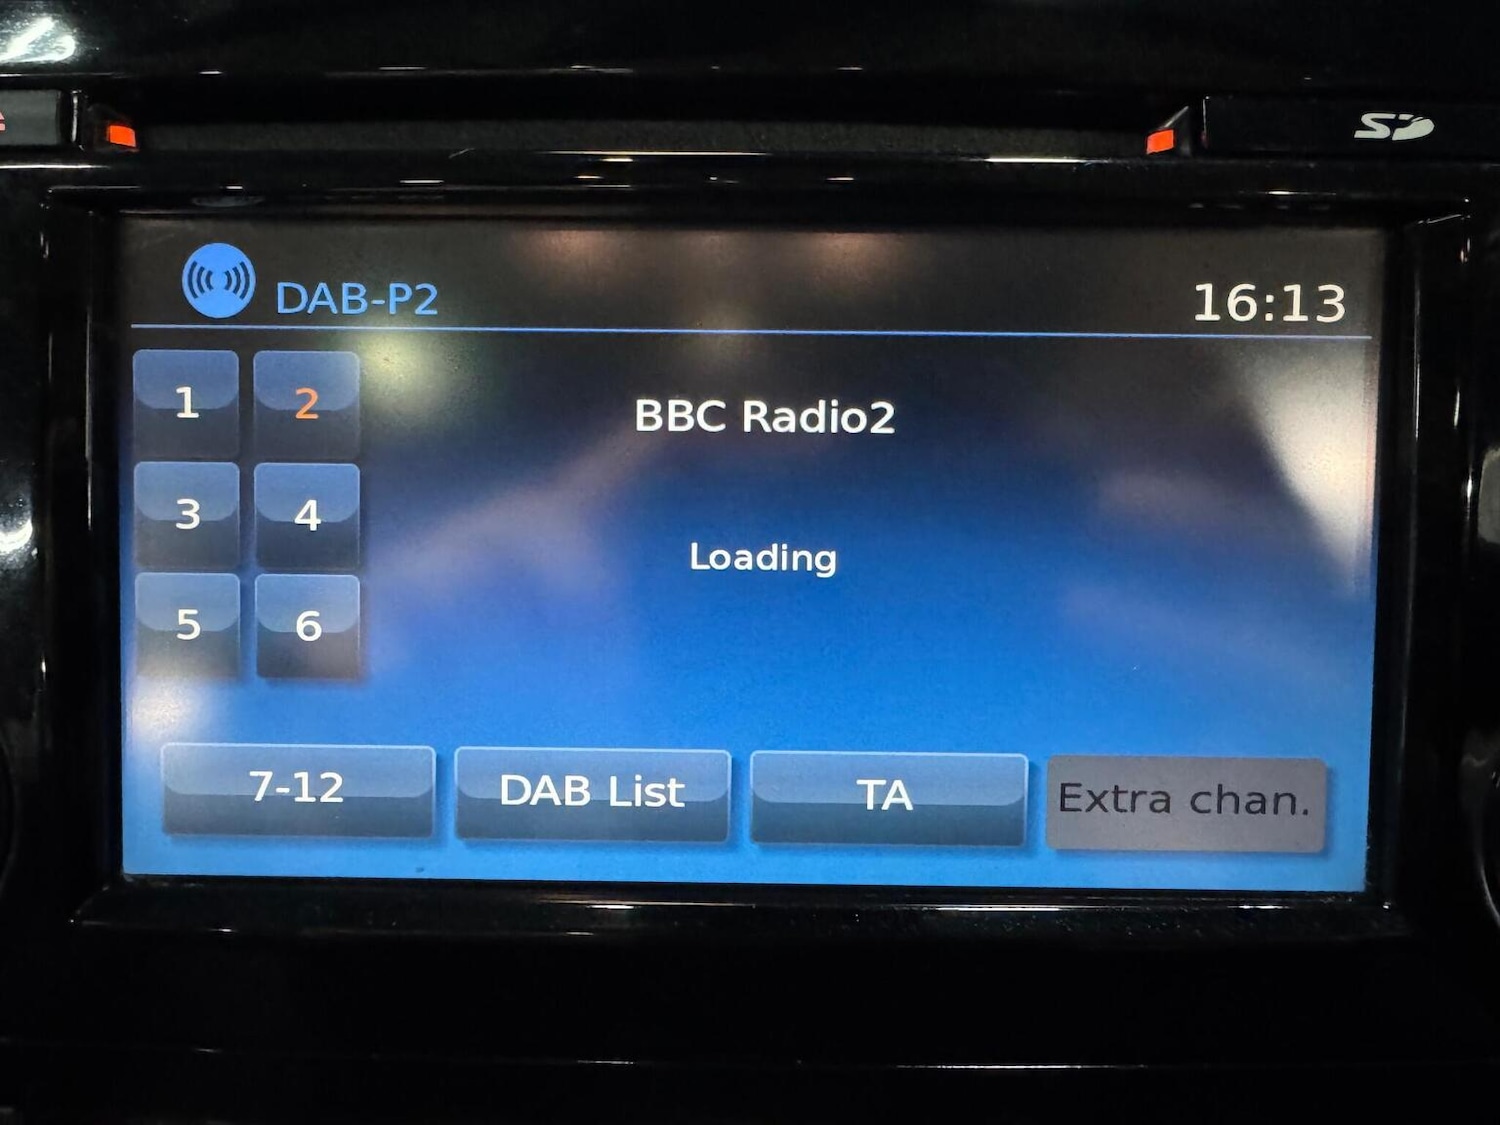 SD
DAB-P2
16:13
1 2
BBC Radio2
3 4
Loading
5 6
7-12 DAB List TA Extra chan.